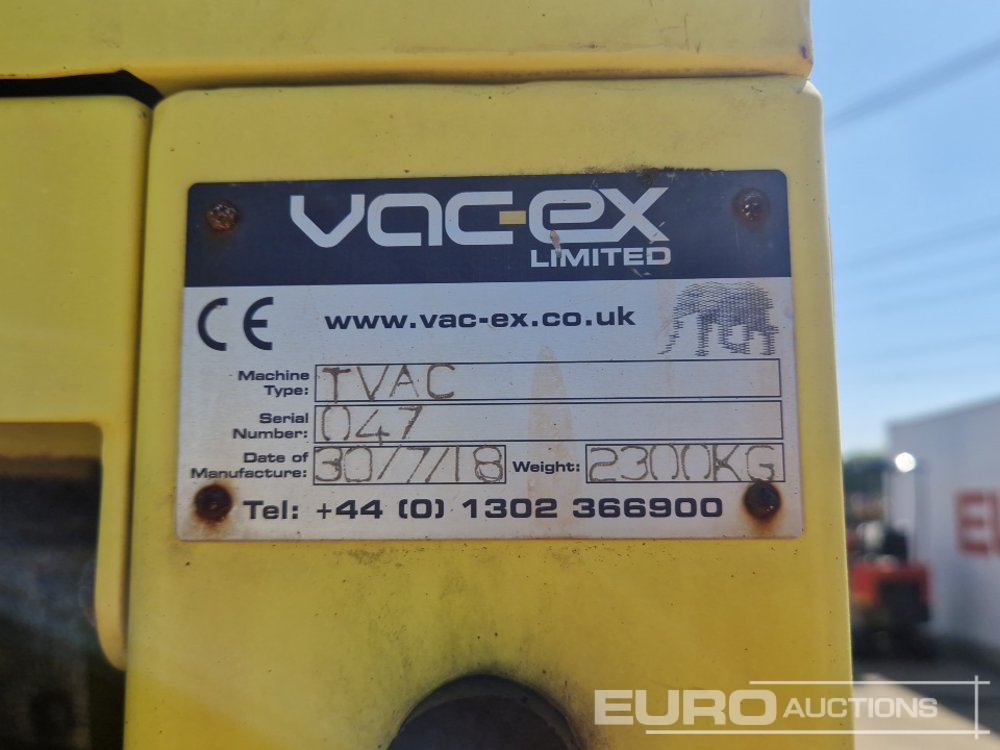 vac-ex
LIMITED
CE www.vac-ex.co.uk
Machine Type: TVAC
Serial Number: 047
Date of Manufacture: 30/7/18 Weight: 2300KG
Tel: +44 (0) 1302 366900
EURO AUCTIONS